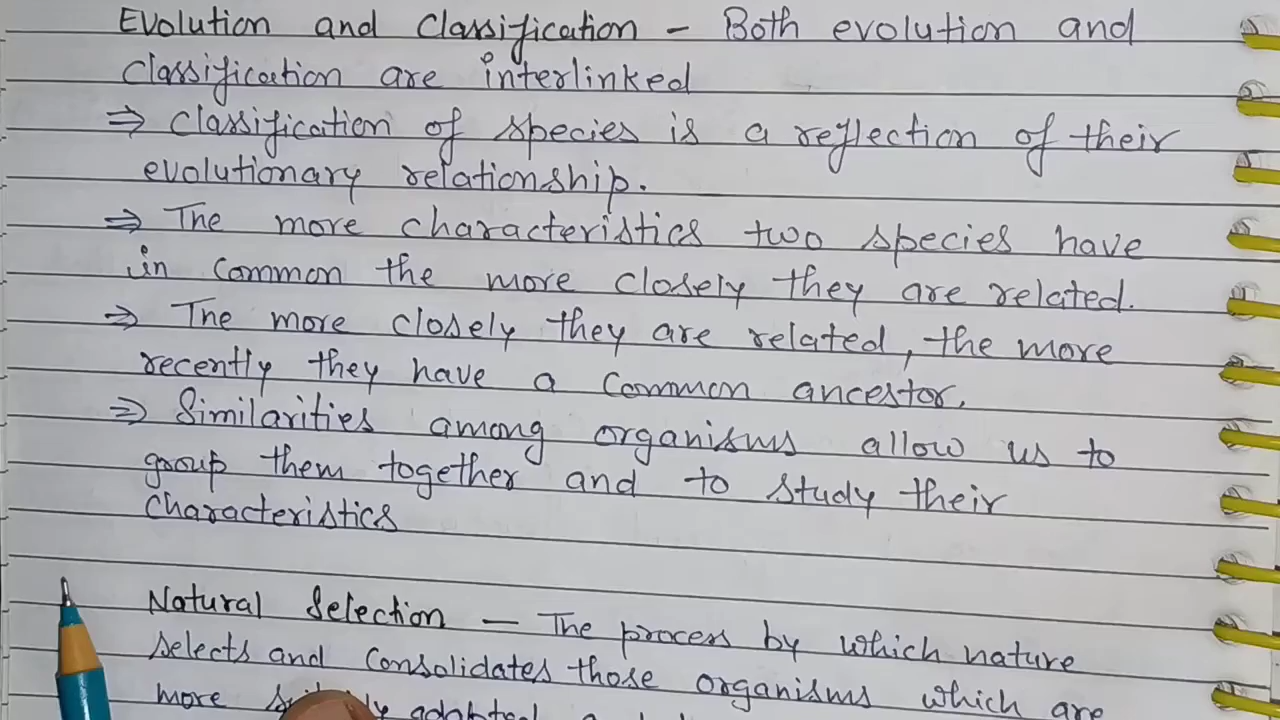 Evolution and Classification - Both evolution and
classification are interlinked
⇒ Classification of species is a reflection of their
evolutionary relationship.
⇒ The more characteristics two species have
in common the more closely they are related.
⇒ The more closely they are related, the more
recently they have a common ancestor.
⇒ Similarities among organisms allow us to
group them together and to study their
characteristics
Natural Selection - The process by which nature
selects and consolidates those organisms which are
more adapted